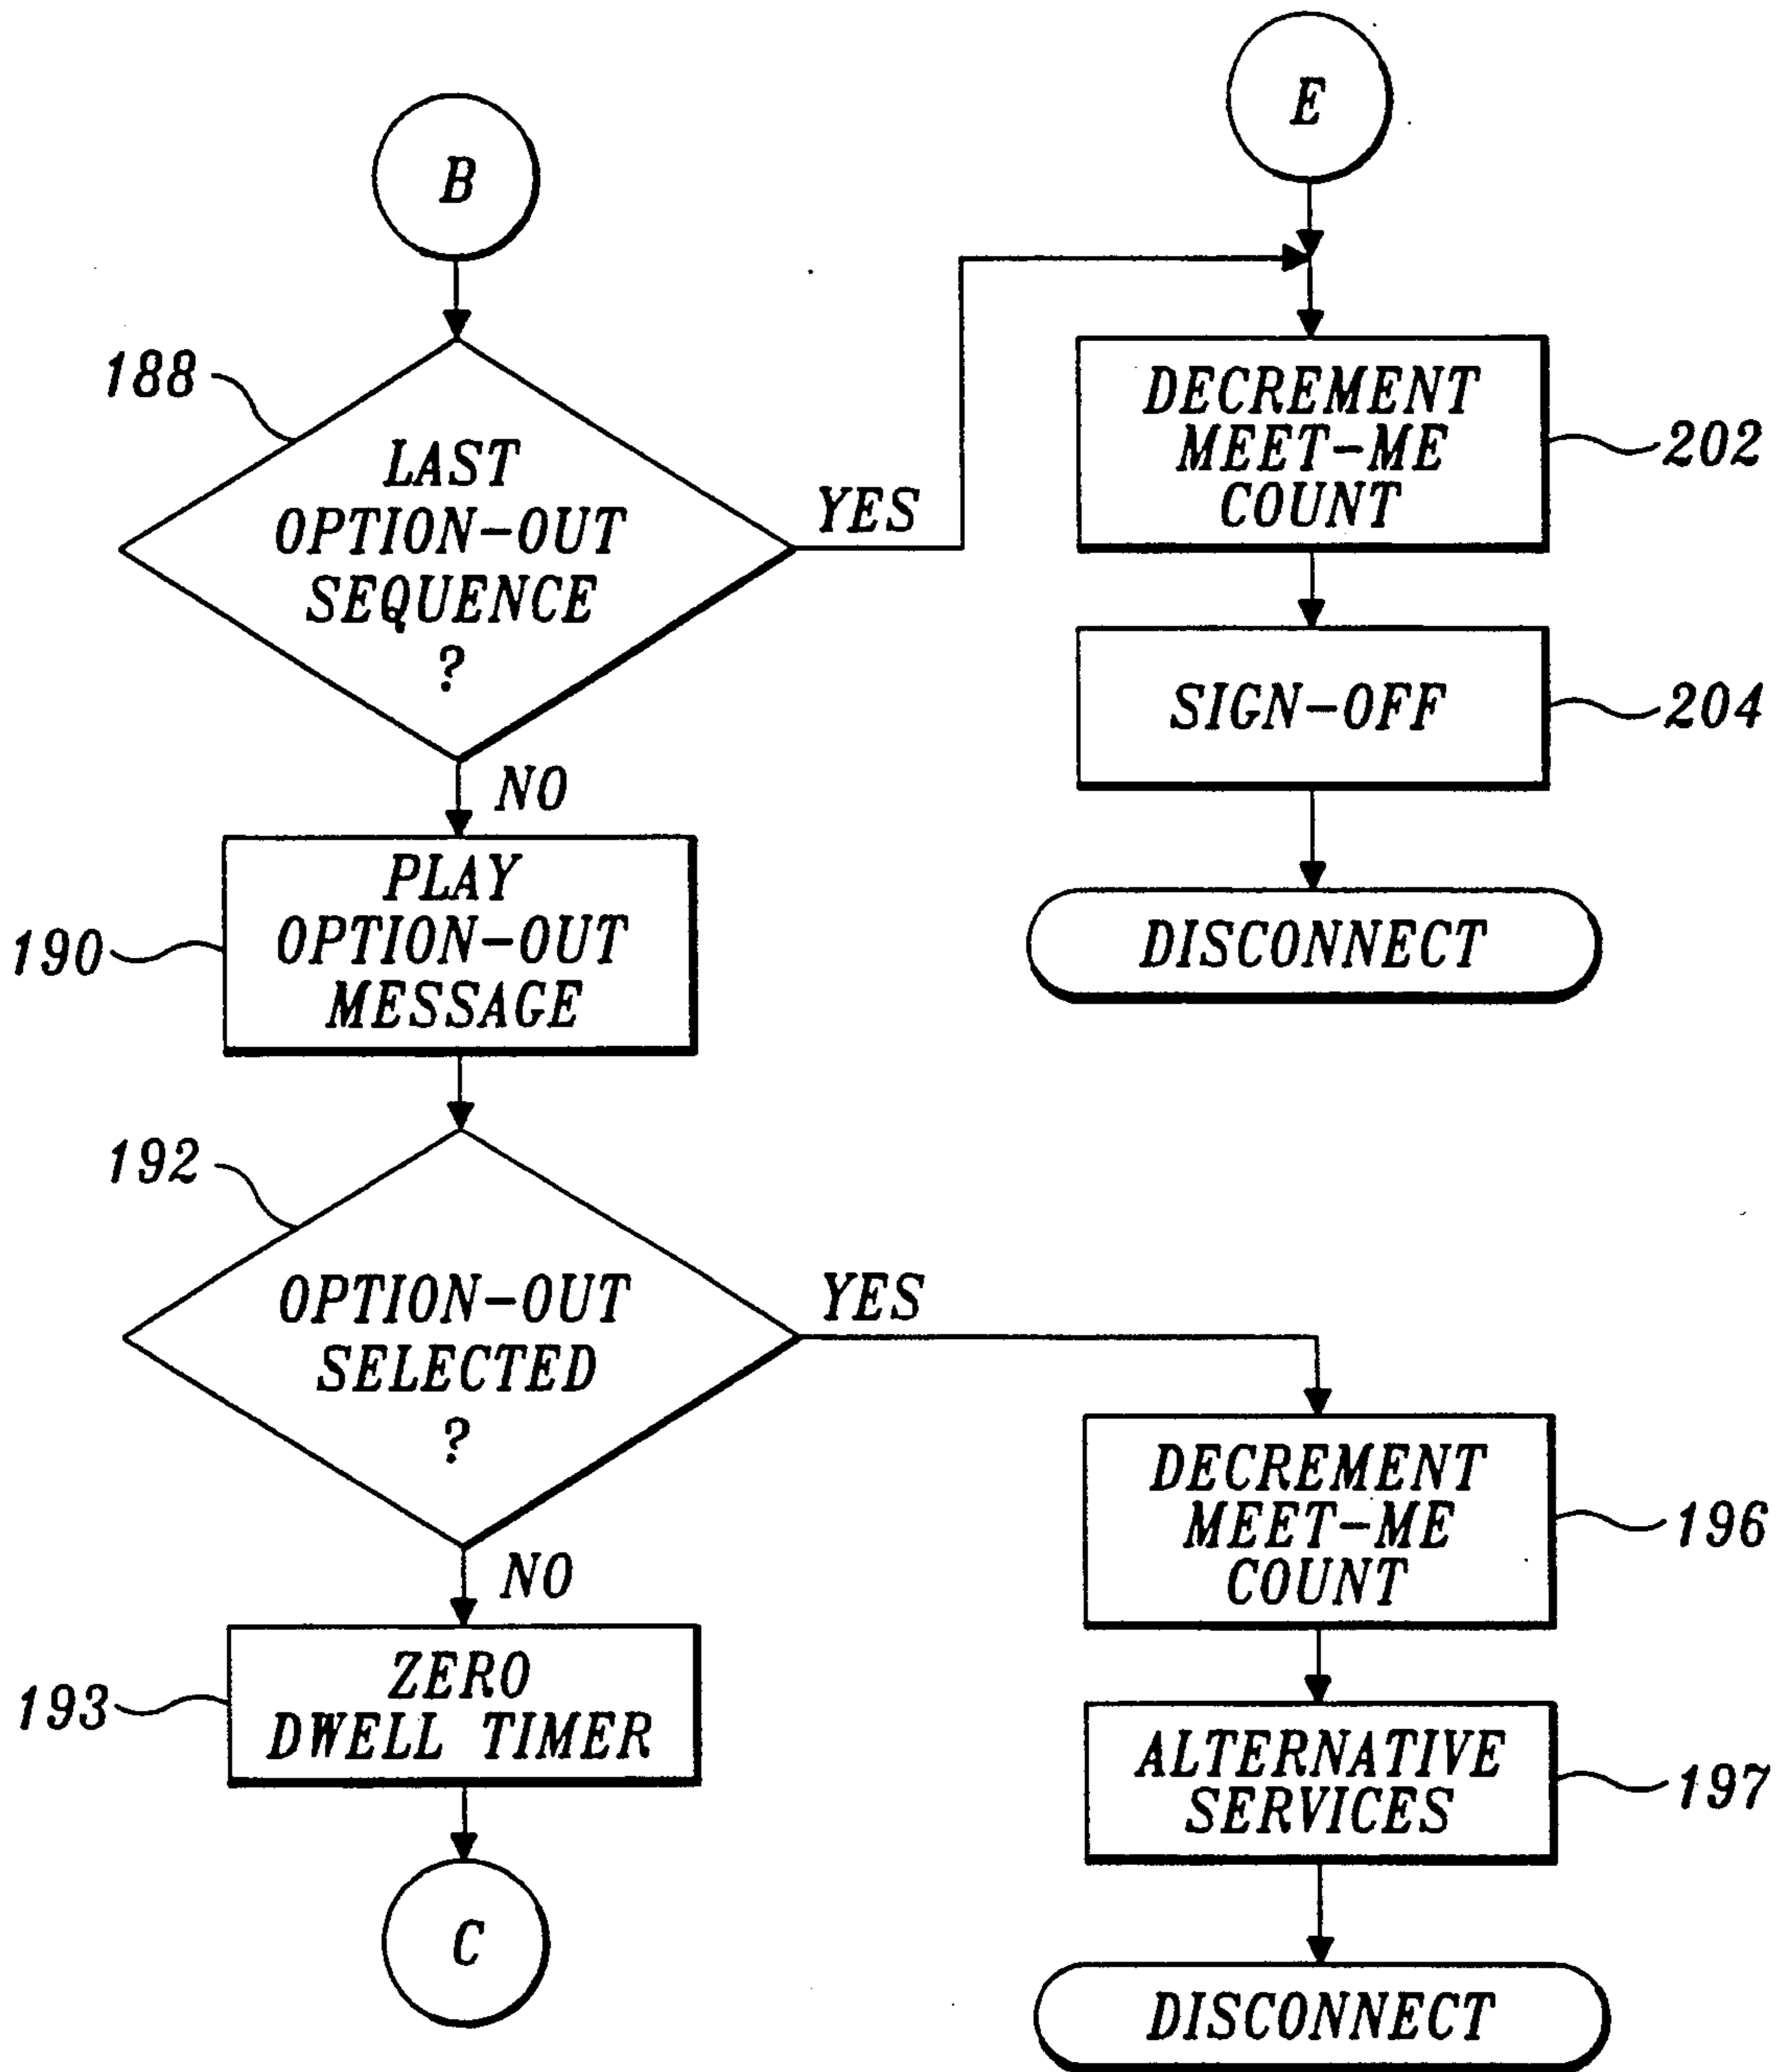 B
188
LAST
OPTION-OUT
SEQUENCE
?
YES
NO
190
PLAY
OPTION-OUT
MESSAGE
192
OPTION-OUT
SELECTED
?
YES
NO
193
ZERO
DWELL TIMER
C
E
DECREMENT
MEET-ME
COUNT
202
SIGN-OFF
204
DISCONNECT
DECREMENT
MEET-ME
COUNT
196
ALTERNATIVE
SERVICES
197
DISCONNECT